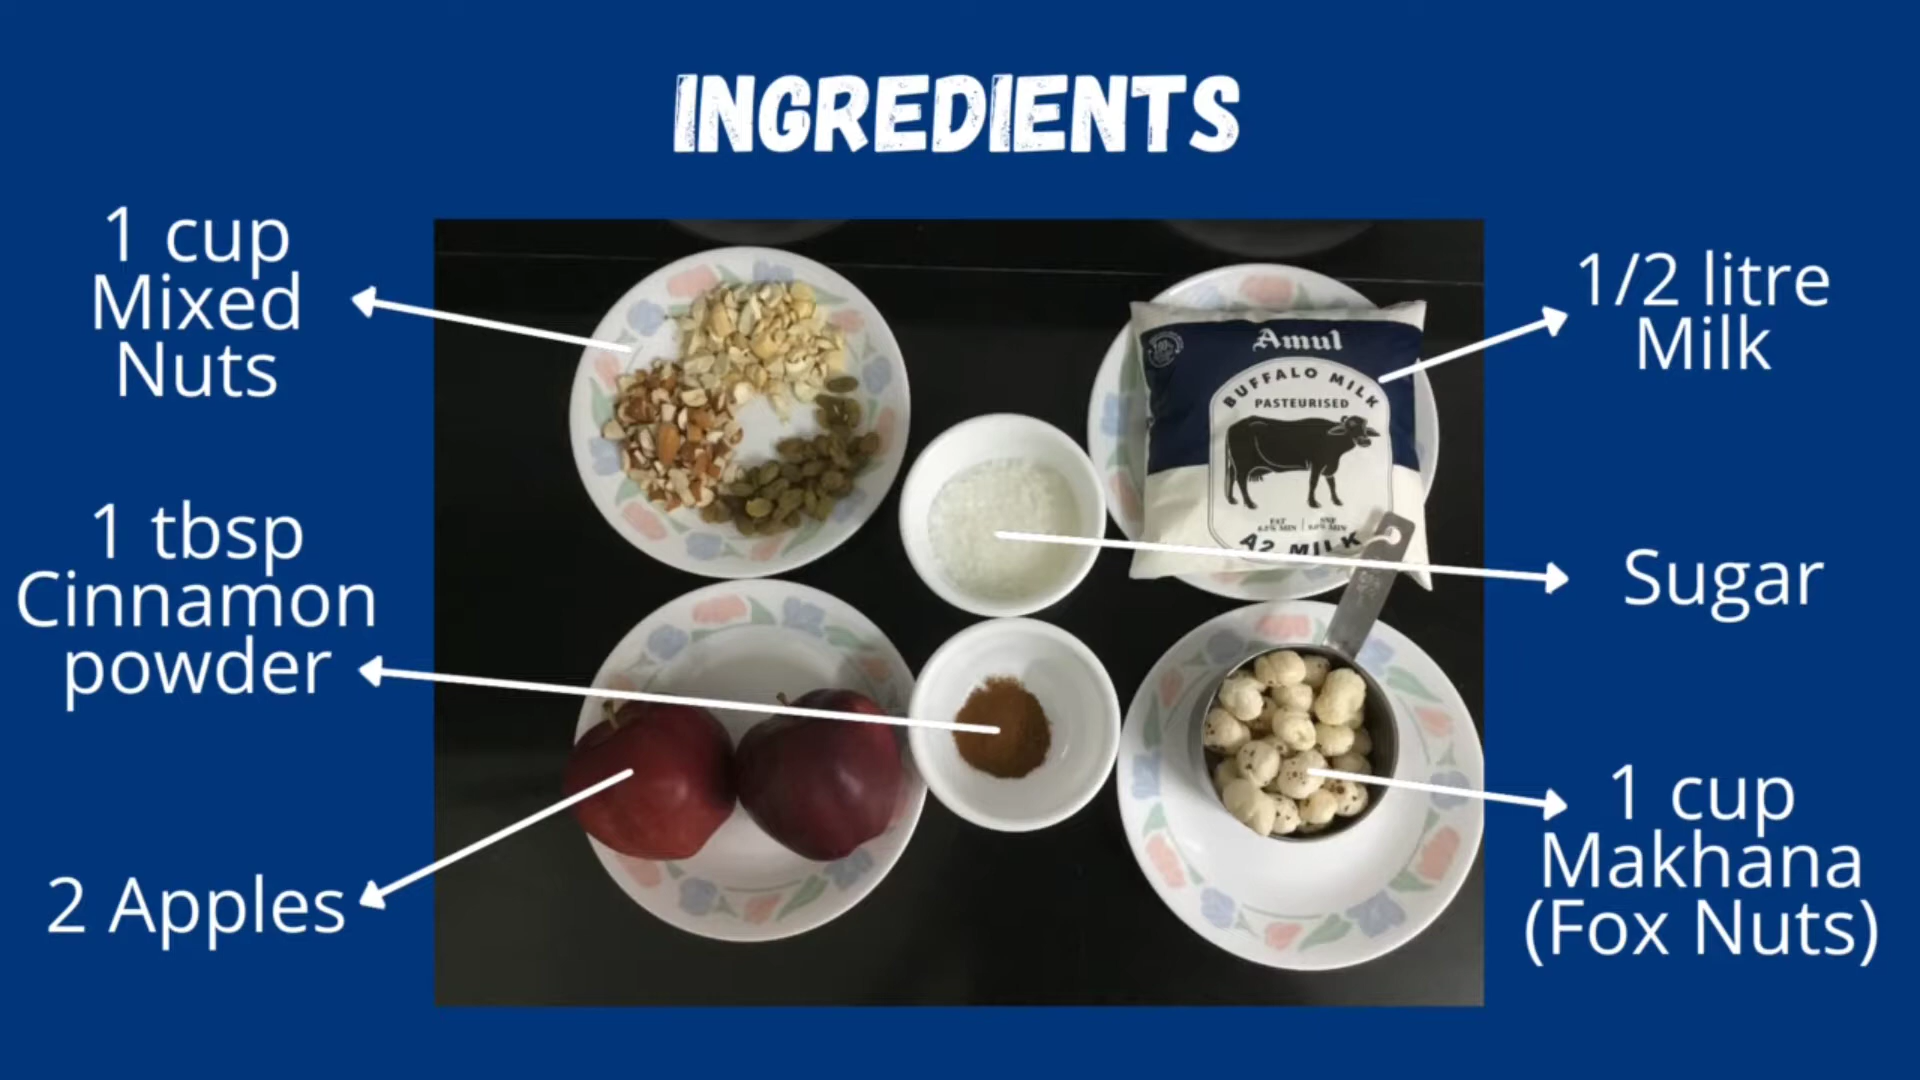 INGREDIENTS
1 cup
Mixed
Nuts
1 tbsp
Cinnamon
powder
2 Apples
1/2 litre
Milk
Sugar
1 cup
Makhana
(Fox Nuts)
Amul
BUFFALO MILK
PASTEURISED
A2 MILK